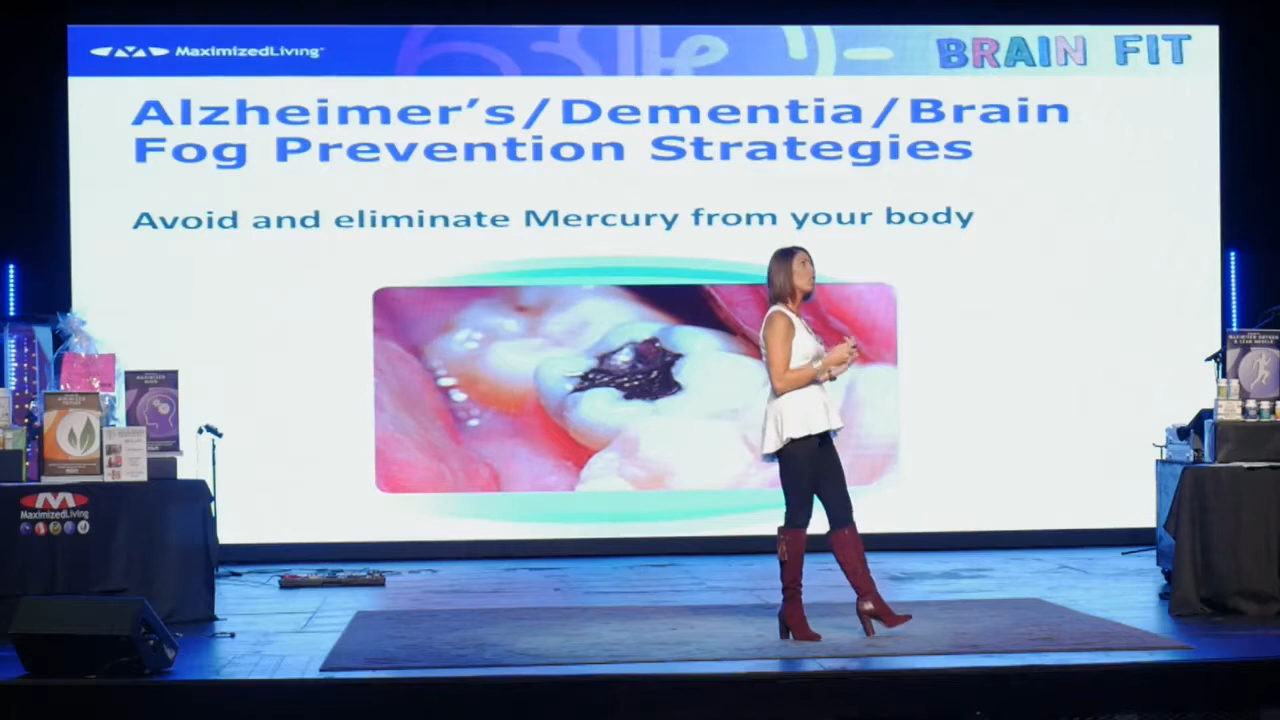 MaximizedLiving
BRAIN FIT
Alzheimer's/Dementia/Brain
Fog Prevention Strategies
Avoid and eliminate Mercury from your body
MaximizedLiving